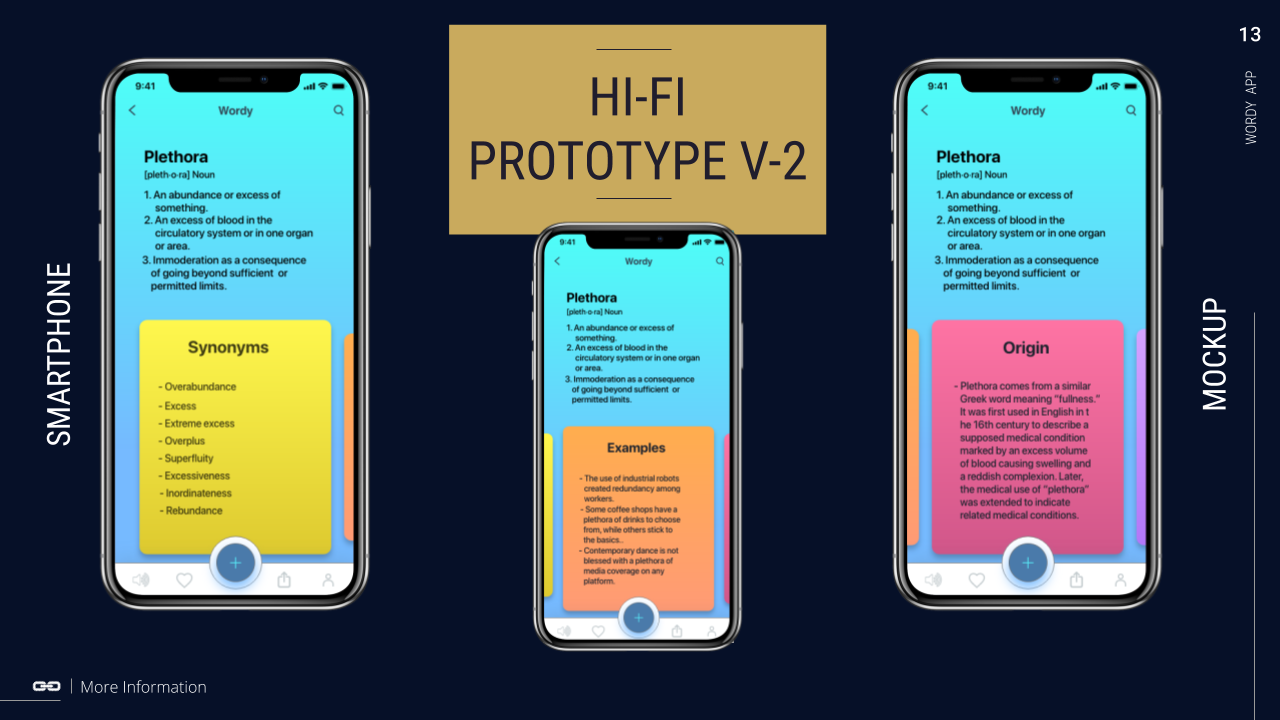 13
WORDY APP
HI-FI
PROTOTYPE V-2
SMARTPHONE
9:41
Wordy
Plethora
[pleth·o·ra] Noun
1. An abundance or excess of
something.
2. An excess of blood in the
circulatory system or in one organ
or area.
3. Immoderation as a consequence
of going beyond sufficient or
permitted limits.
Synonyms
- Overabundance
- Excess
- Extreme excess
- Overplus
- Superfluity
- Excessiveness
- Inordinateness
- Rebundance
9:41
Wordy
Plethora
[pleth·o·ra] Noun
1. An abundance or excess of
something.
2. An excess of blood in the
circulatory system or in one organ
or area.
3. Immoderation as a consequence
of going beyond sufficient or
permitted limits.
Examples
- The use of industrial robots
created redundancy among
workers.
- Some coffee shops have a
plethora of drinks to choose
from, while others stick to
the basics..
- Contemporary dance is not
blessed with a plethora of
media coverage on any
platform.
9:41
Wordy
Plethora
[pleth·o·ra] Noun
1. An abundance or excess of
something.
2. An excess of blood in the
circulatory system or in one organ
or area.
3. Immoderation as a consequence
of going beyond sufficient or
permitted limits.
Origin
- Plethora comes from a similar
Greek word meaning “fullness.”
It was first used in English in t
he 16th century to describe a
supposed medical condition
marked by an excess volume
of blood causing swelling and
a reddish complexion. Later,
the medical use of “plethora”
was extended to indicate
related medical conditions.
MOCKUP
More Information